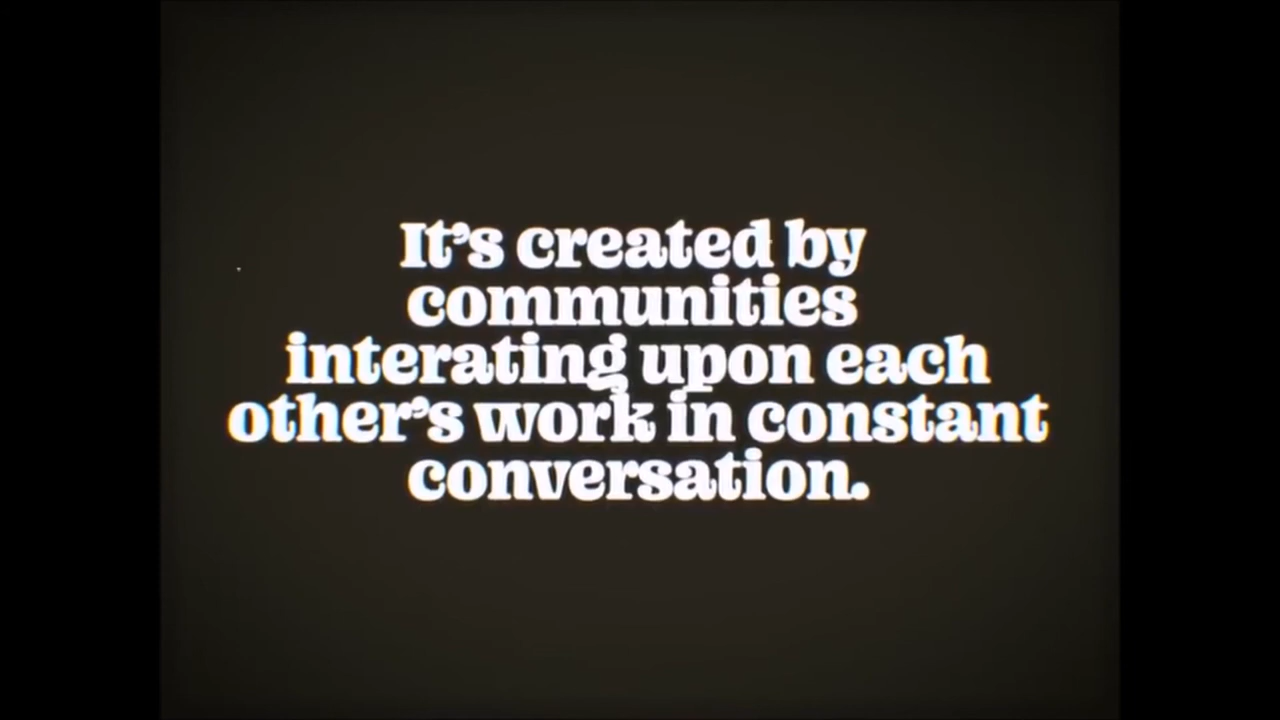 It's created by
communities
interating upon each
other's work in constant
conversation.